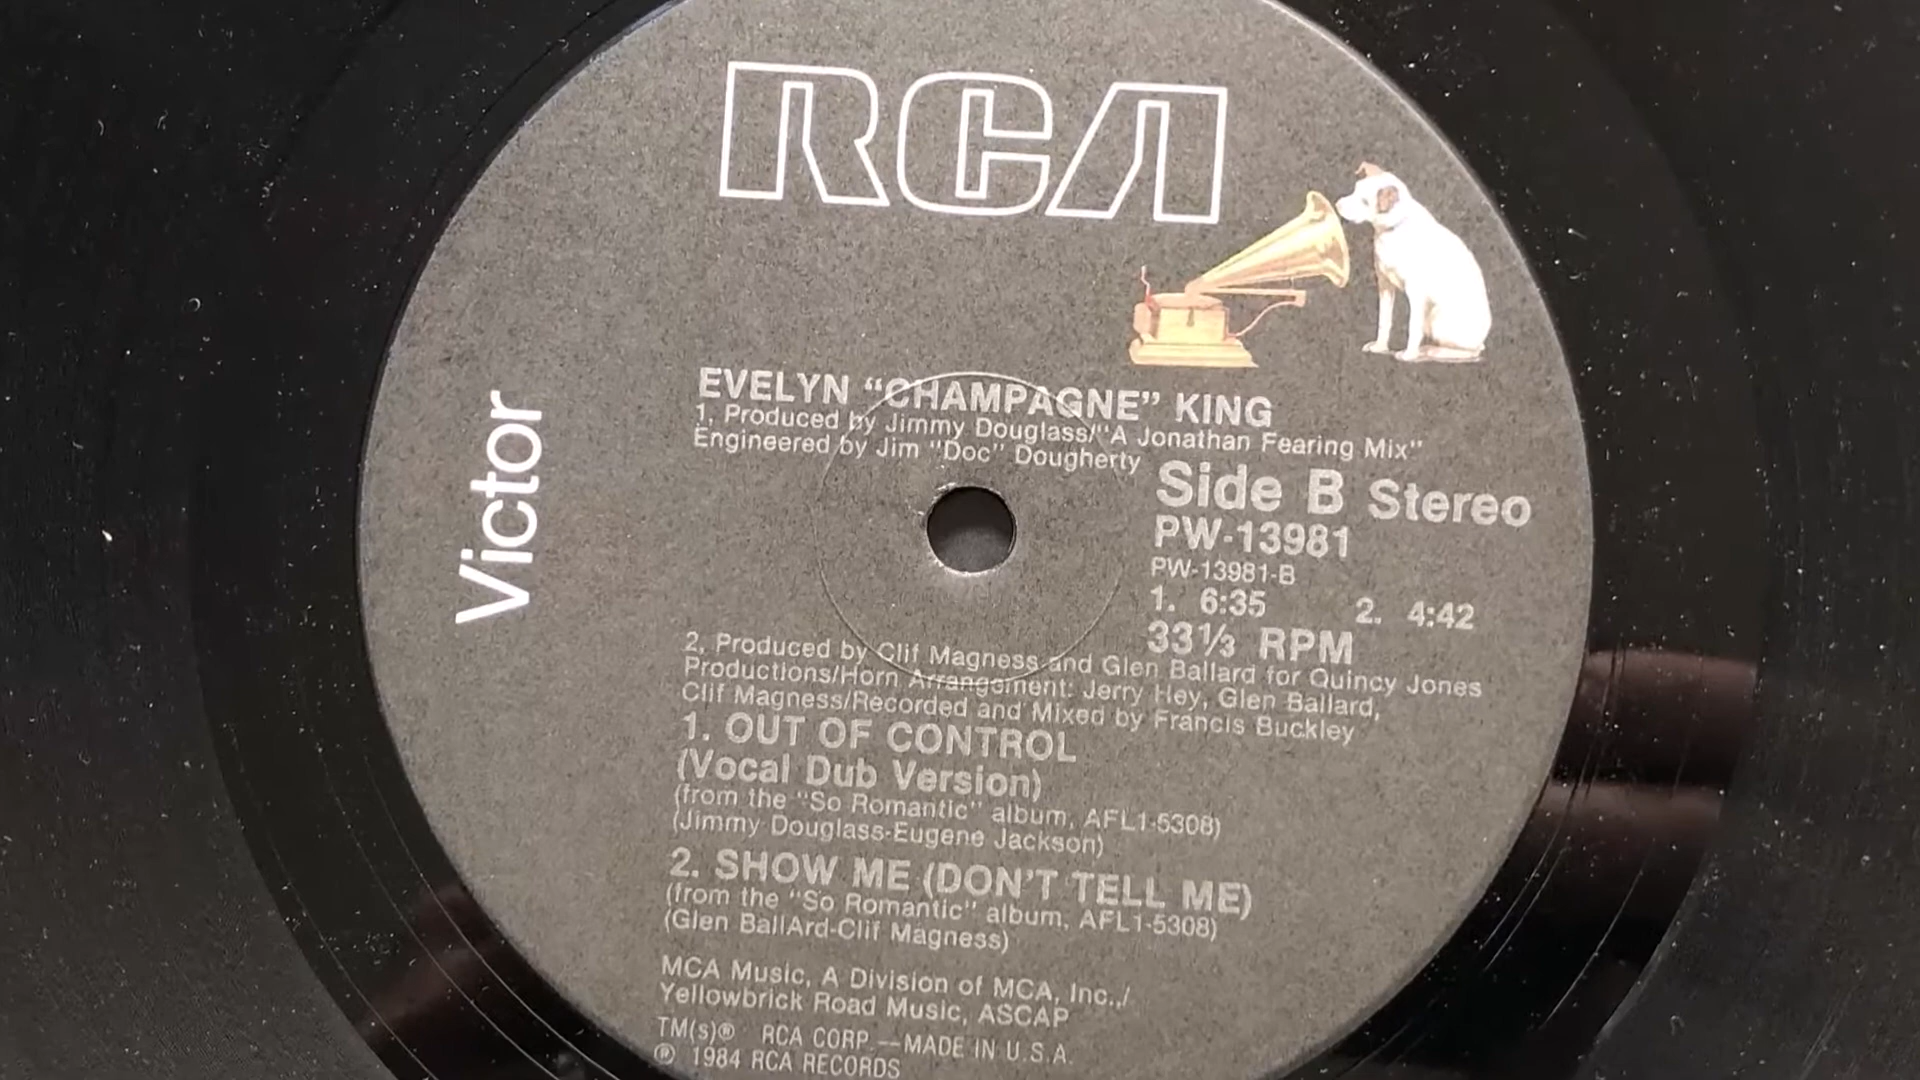 RCA
Victor
EVELYN “CHAMPAGNE” KING
1. Produced by Jimmy Douglass/“A Jonathan Fearing Mix”
Engineered by Jim “Doc” Dougherty
Side B Stereo
PW-13981
PW-13981-B
1. 6:35 2. 4:42
33⅓ RPM
2. Produced by Clif Magness and Glen Ballard for Quincy Jones
Productions/Horn Arrangement: Jerry Hey, Glen Ballard,
Clif Magness/Recorded and Mixed by Francis Buckley
1. OUT OF CONTROL
(Vocal Dub Version)
(from the “So Romantic” album, AFL1-5308)
(Jimmy Douglass-Eugene Jackson)
2. SHOW ME (DON’T TELL ME)
(from the “So Romantic” album, AFL1-5308)
(Glen BallArd-Clif Magness)
MCA Music, A Division of MCA, Inc../
Yellowbrick Road Music, ASCAP
TM(s)® RCA CORP.—MADE IN U.S.A.
℗ 1984 RCA RECORDS